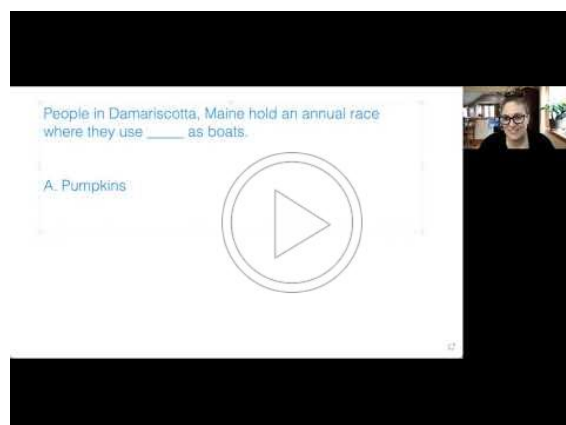 People in Damariscotta, Maine hold an annual race
where they use _____ as boats.
A. Pumpkins